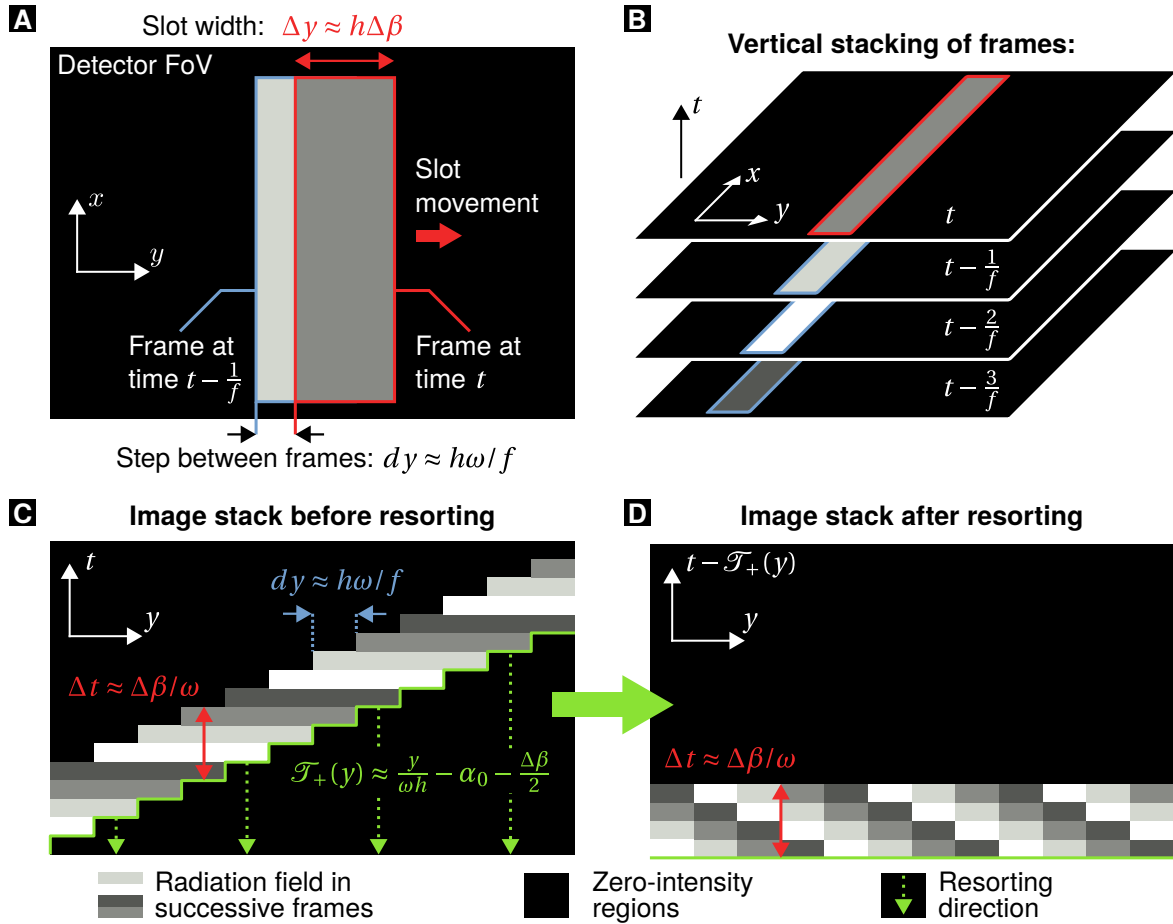 A
Slot width: Δy ≈ hΔβ
Detector FoV
Slot
movement
x
y
Frame at
time t − 1/f
Frame at
time t
Step between frames: dy ≈ hω/f
B
Vertical stacking of frames:
t
x
y
t
t − 1/f
t − 2/f
t − 3/f
C
Image stack before resorting
t
y
dy ≈ hω/f
Δt ≈ Δβ/ω
𝒯₊(y) ≈ y/ωh − α₀ − Δβ/2
D
Image stack after resorting
t − 𝒯₊(y)
y
Δt ≈ Δβ/ω
Radiation field in
successive frames
Zero-intensity
regions
Resorting
direction